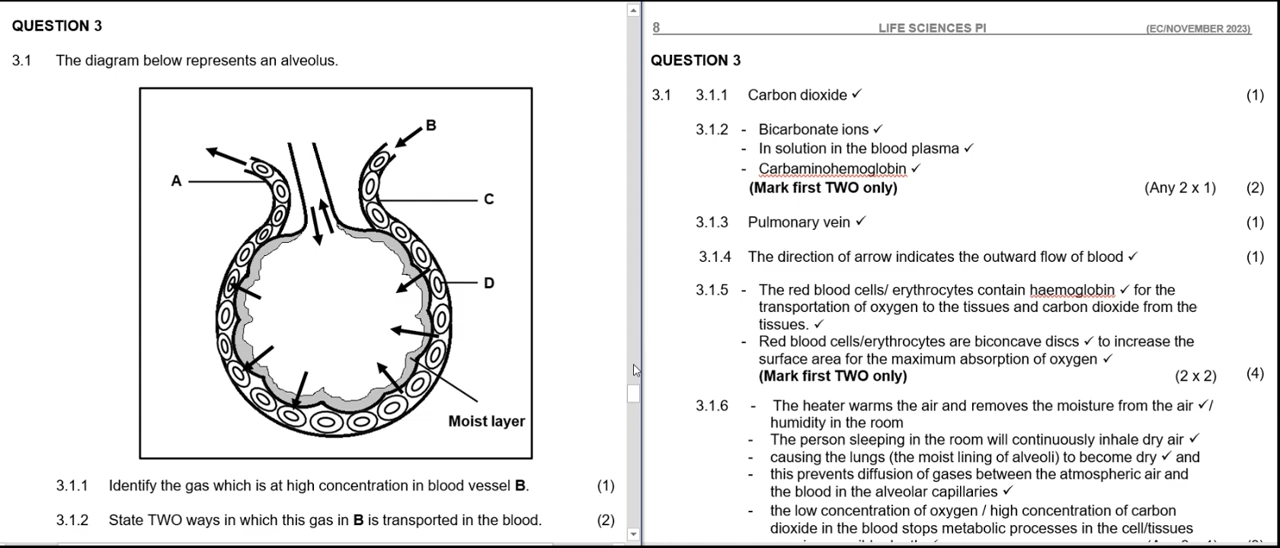 QUESTION 3
3.1 The diagram below represents an alveolus.
B
A
C
D
Moist layer
3.1.1 Identify the gas which is at high concentration in blood vessel B. (1)
3.1.2 State TWO ways in which this gas in B is transported in the blood. (2)
8 LIFE SCIENCES PI (EC/NOVEMBER 2023)
QUESTION 3
3.1 3.1.1 Carbon dioxide ✓ (1)
3.1.2 - Bicarbonate ions ✓
- In solution in the blood plasma ✓
- Carbaminohemoglobin ✓
(Mark first TWO only) (Any 2 x 1) (2)
3.1.3 Pulmonary vein ✓ (1)
3.1.4 The direction of arrow indicates the outward flow of blood ✓ (1)
3.1.5 - The red blood cells/ erythrocytes contain haemoglobin ✓ for the
transportation of oxygen to the tissues and carbon dioxide from the
tissues. ✓
- Red blood cells/erythrocytes are biconcave discs ✓ to increase the
surface area for the maximum absorption of oxygen ✓
(Mark first TWO only) (2 x 2) (4)
3.1.6 - The heater warms the air and removes the moisture from the air ✓/
humidity in the room
- The person sleeping in the room will continuously inhale dry air ✓
- causing the lungs (the moist lining of alveoli) to become dry ✓ and
- this prevents diffusion of gases between the atmospheric air and
the blood in the alveolar capillaries ✓
- the low concentration of oxygen / high concentration of carbon
dioxide in the blood stops metabolic processes in the cell/tissues